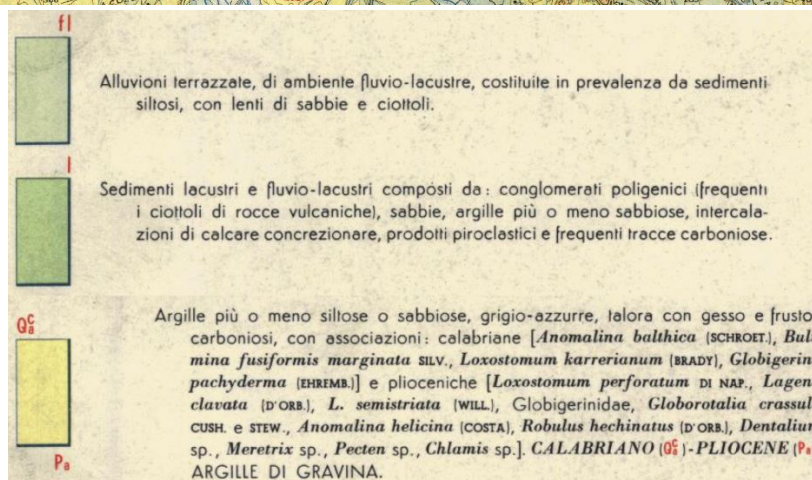 fl
Alluvioni terrazzate, di ambiente fluvio-lacustre, costituite in prevalenza da sedimenti
siltosi, con lenti di sabbie e ciottoli.
l
Sedimenti lacustri e fluvio-lacustri composti da: conglomerati poligenici (frequenti
i ciottoli di rocce vulcaniche), sabbie, argille più o meno sabbiose, intercala-
zioni di calcare concrezionare, prodotti piroclastici e frequenti tracce carboniose.
Qca
Argille più o meno siltose o sabbiose, grigio-azzurre, talora con gesso e frusto
carboniosi, con associazioni: calabriane [Anomalina balthica (SCHROET.), Buli
mina fusiformis marginata SILV., Loxostomum karrerianum (BRADY), Globigerin
pachyderma (EHREMB.)] e plioceniche [Loxostomum perforatum DI NAP., Lagen
clavata (D'ORB.), L. semistriata (WILL.), Globigerinidae, Globorotalia crassul
CUSH. e STEW., Anomalina helicina (COSTA), Robulus hechinatus (D'ORB.), Dentaliun
sp., Meretrix sp., Pecten sp., Chlamis sp.]. CALABRIANO (Qca)-PLIOCENE (Pa
ARGILLE DI GRAVINA.
Pa